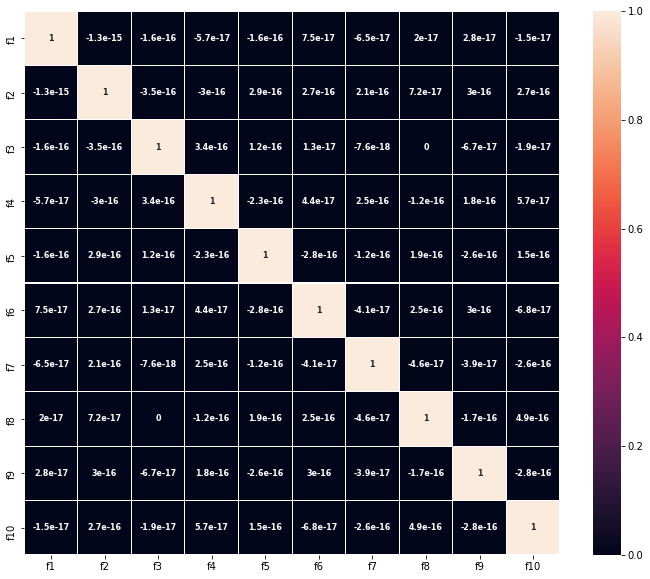 f1 1 -1.3e-15 -1.6e-16 -5.7e-17 -1.6e-16 7.5e-17 -6.5e-17 2e-17 2.8e-17 -1.5e-17
f2 -1.3e-15 1 -3.5e-16 -3e-16 2.9e-16 2.7e-16 2.1e-16 7.2e-17 3e-16 2.7e-16
f3 -1.6e-16 -3.5e-16 1 3.4e-16 1.2e-16 1.3e-17 -7.6e-18 0 -6.7e-17 -1.9e-17
f4 -5.7e-17 -3e-16 3.4e-16 1 -2.3e-16 4.4e-17 2.5e-16 -1.2e-16 1.8e-16 5.7e-17
f5 -1.6e-16 2.9e-16 1.2e-16 -2.3e-16 1 -2.8e-16 -1.2e-16 1.9e-16 -2.6e-16 1.5e-16
f6 7.5e-17 2.7e-16 1.3e-17 4.4e-17 -2.8e-16 1 -4.1e-17 2.5e-16 3e-16 -6.8e-17
f7 -6.5e-17 2.1e-16 -7.6e-18 2.5e-16 -1.2e-16 -4.1e-17 1 -4.6e-17 -3.9e-17 -2.6e-16
f8 2e-17 7.2e-17 0 -1.2e-16 1.9e-16 2.5e-16 -4.6e-17 1 -1.7e-16 4.9e-16
f9 2.8e-17 3e-16 -6.7e-17 1.8e-16 -2.6e-16 3e-16 -3.9e-17 -1.7e-16 1 -2.8e-16
f10 -1.5e-17 2.7e-16 -1.9e-17 5.7e-17 1.5e-16 -6.8e-17 -2.6e-16 4.9e-16 -2.8e-16 1
f1 f2 f3 f4 f5 f6 f7 f8 f9 f10
1.0
0.8
0.6
0.4
0.2
0.0